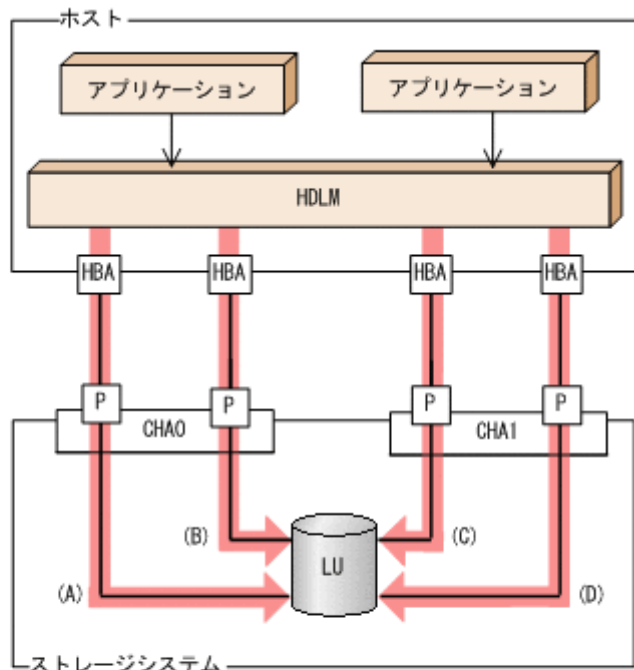 ホスト
アプリケーション
アプリケーション
HDLM
HBA
HBA
HBA
HBA
P
P
P
P
CHA0
CHA1
(B)
(C)
LU
(A)
(D)
ストレージシステム